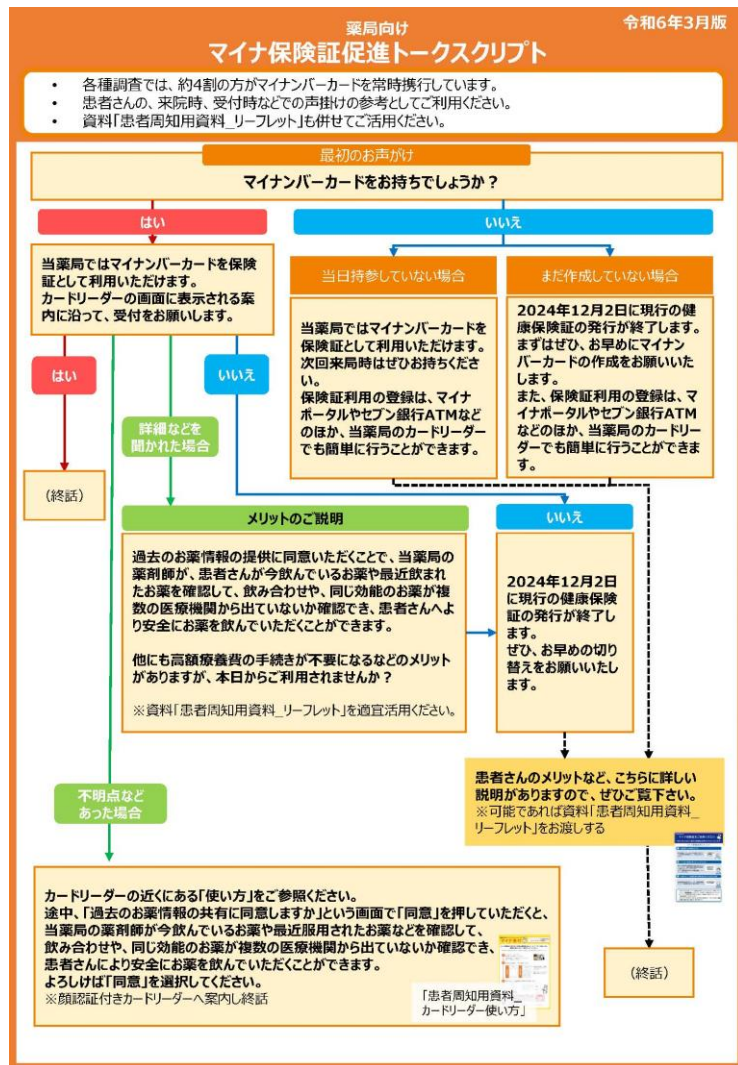 令和6年3月版
薬局向け
マイナ保険証促進トークスクリプト
• 各種調査では、約4割の方がマイナンバーカードを常時携行しています。
• 患者さんの、来院時、受付時などでの声掛けの参考としてご利用ください。
• 資料「患者周知用資料_リーフレット」も併せてご活用ください。
最初のお声がけ
マイナンバーカードをお持ちでしょうか？
はい
いいえ
当薬局ではマイナンバーカードを保険
証として利用いただけます。
カードリーダーの画面に表示される案
内に沿って、受付をお願いします。
当日持参していない場合
当薬局ではマイナンバーカードを
保険証として利用いただけます。
次回来局時はぜひお持ちくださ
い。
保険証利用の登録は、マイナ
ポータルやセブン銀行ATMなど
のほか、当薬局のカードリーダー
でも簡単に行うことができます。
まだ作成していない場合
2024年12月2日に現行の健
康保険証の発行が終了します。
まずはぜひ、お早めにマイナン
バーカードの作成をお願いいた
します。
また、保険証利用の登録は、マ
イナポータルやセブン銀行ATM
などのほか、当薬局のカードリー
ダーでも簡単に行うことができま
す。
はい
いいえ
詳細などを
聞かれた場合
（終話）
メリットのご説明
過去のお薬情報の提供に同意いただくことで、当薬局の
薬剤師が、患者さんが今飲んでいるお薬や最近飲まれ
たお薬を確認して、飲み合わせや、同じ効能のお薬が複
数の医療機関から出ていないか確認でき、患者さんへよ
り安全にお薬を飲んでいただくことができます。
他にも高額療養費の手続きが不要になるなどのメリット
がありますが、本日からご利用されませんか？
※資料「患者周知用資料_リーフレット」を適宜活用ください。
いいえ
2024年12月2日
に現行の健康保険
証の発行が終了し
ます。
ぜひ、お早めの切り
替えをお願いいたし
ます。
不明点など
あった場合
患者さんのメリットなど、こちらに詳しい
説明がありますので、ぜひご覧下さい。
※可能であれば資料「患者周知用資料_
リーフレット」をお渡しする
カードリーダーの近くにある「使い方」をご参照ください。
途中、「過去のお薬情報の共有に同意しますか」という画面で「同意」を押していただくと、
当薬局の薬剤師が今飲んでいるお薬や最近服用されたお薬などを確認して、
飲み合わせや、同じ効能のお薬が複数の医療機関から出ていないか確認でき、
患者さんにより安全にお薬を飲んでいただくことができます。
よろしければ「同意」を選択してください。
※顔認証付きカードリーダーへ案内し終話
「患者周知用資料_
カードリーダー使い方」
（終話）